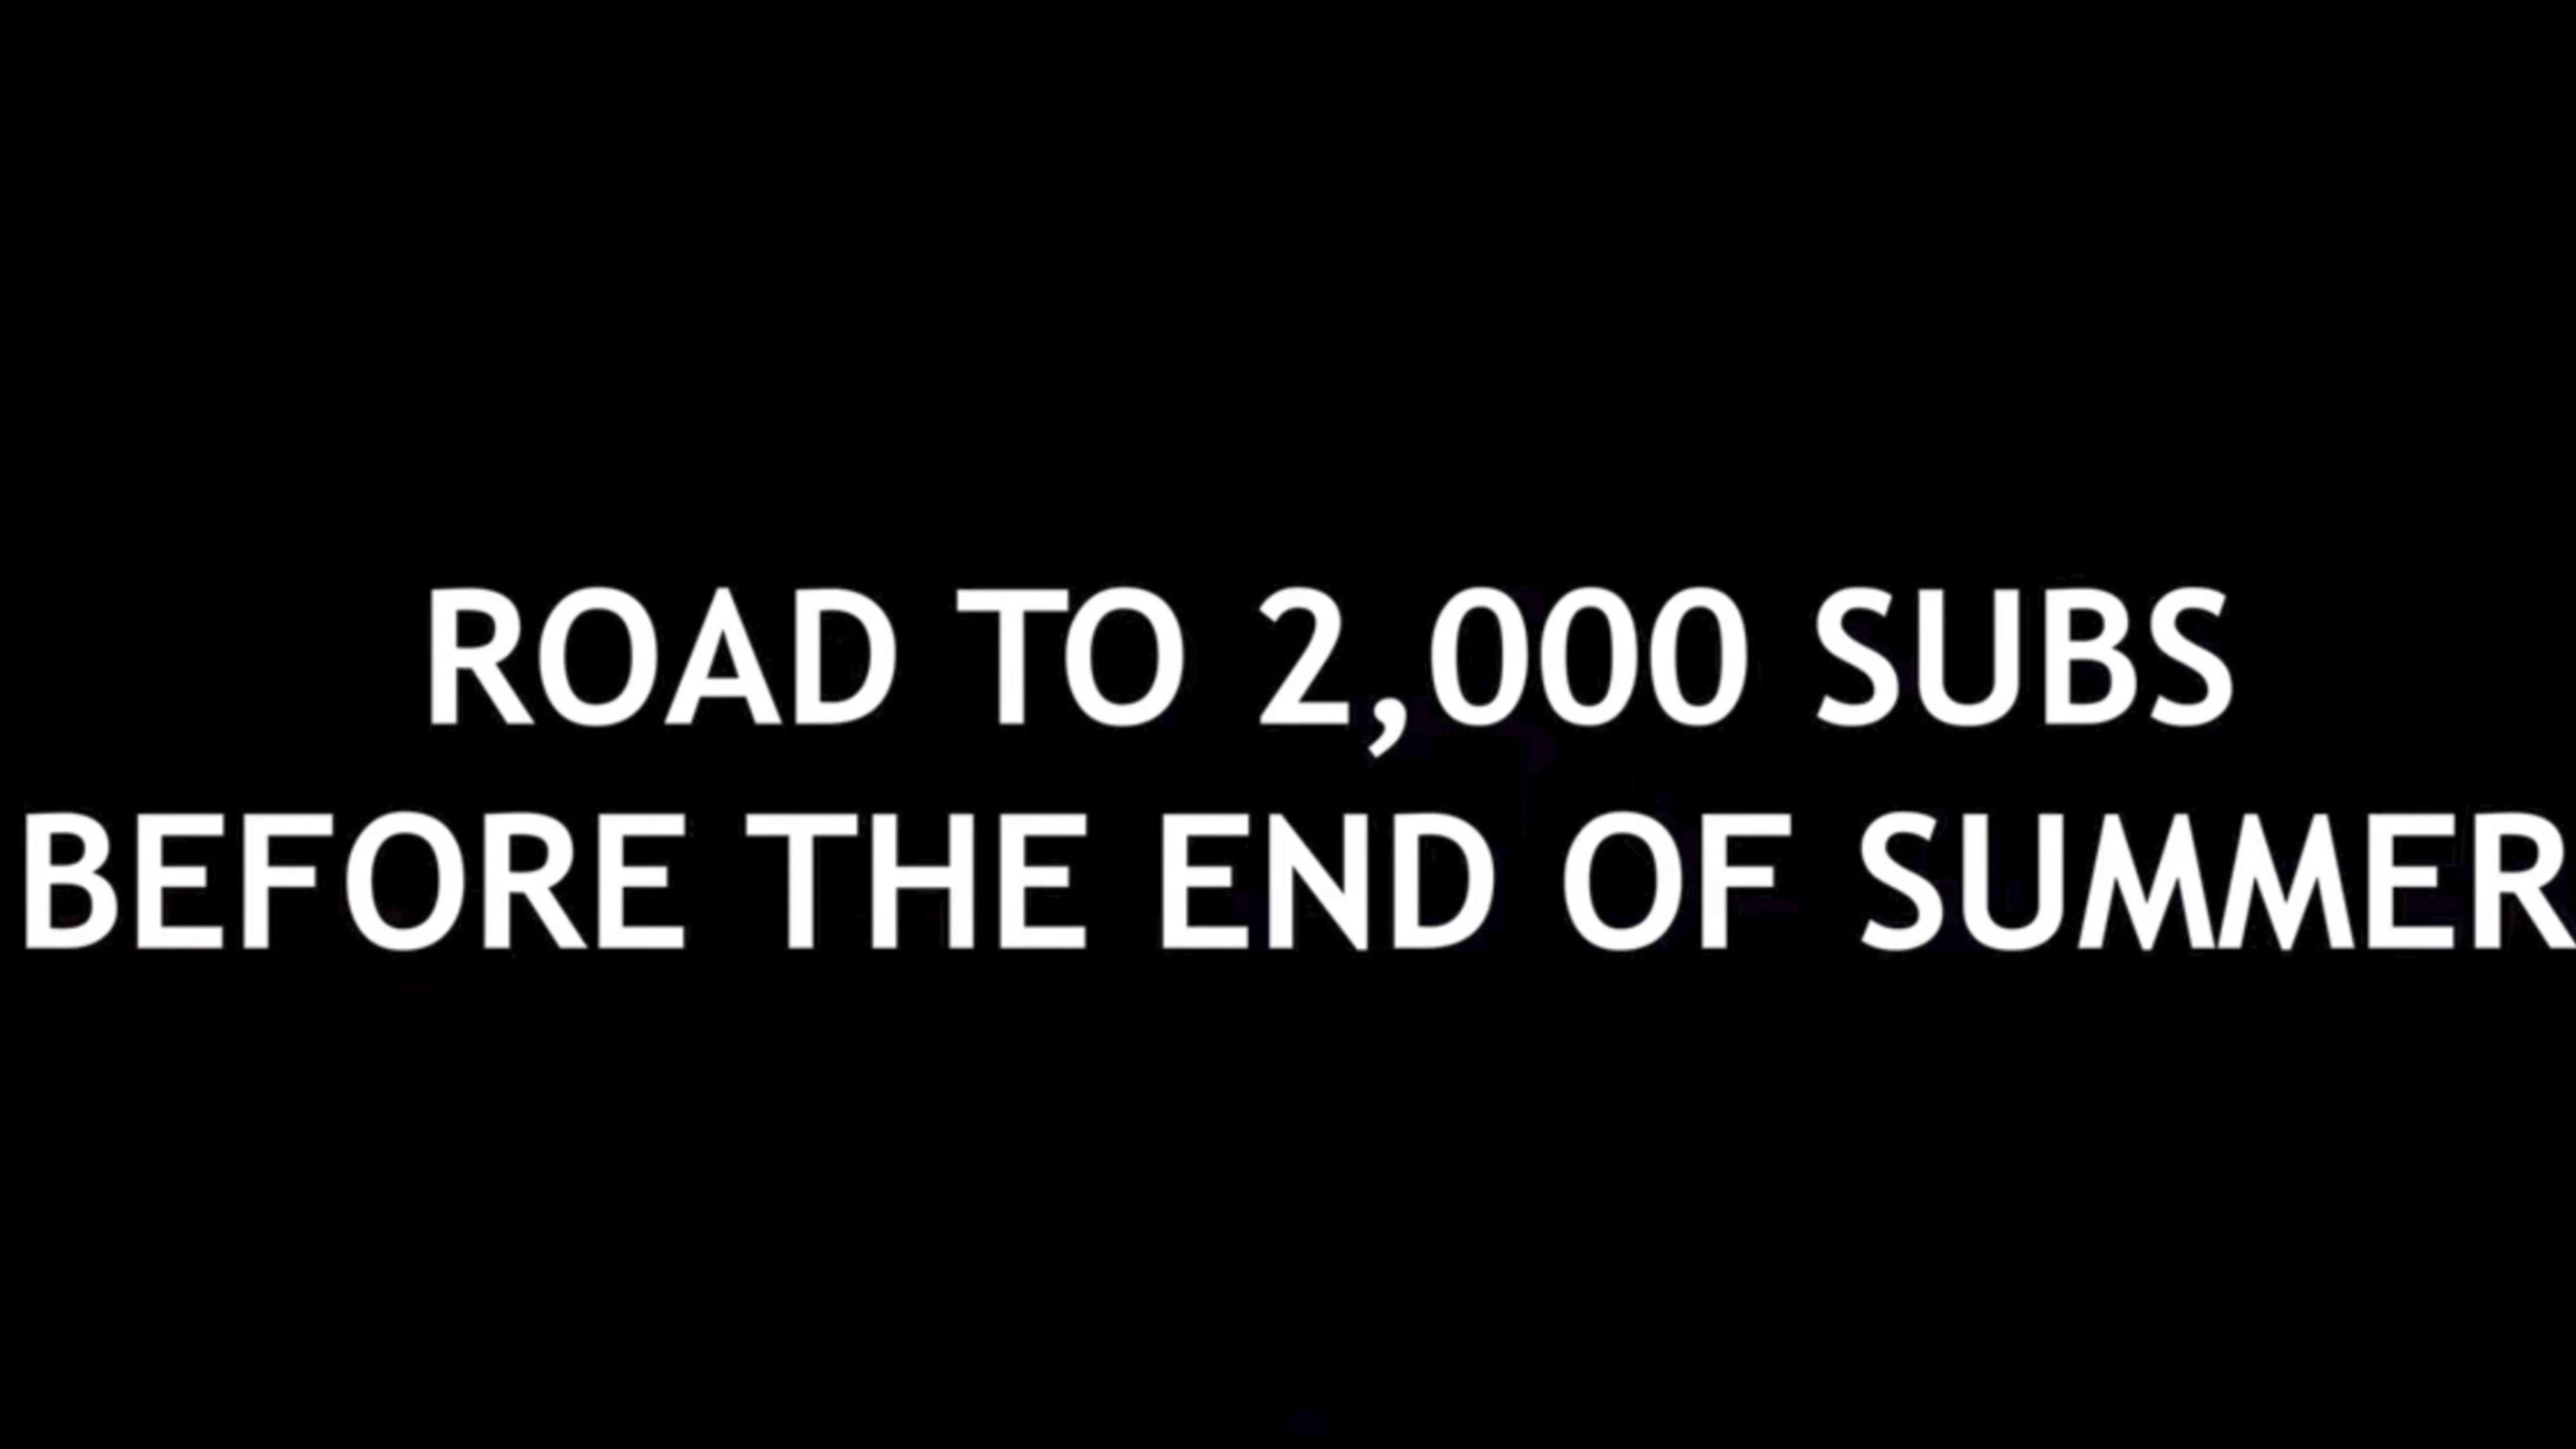 ROAD TO 2,000 SUBS
BEFORE THE END OF SUMMER